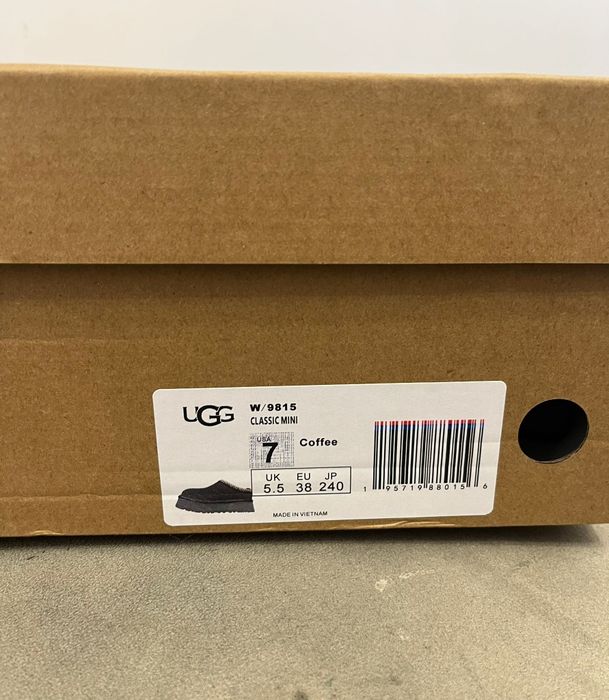 UGG
W/9815
CLASSIC MINI
USA
7
Coffee
UK EU JP
5.5 38 240
1 95719 88015 6
MADE IN VIETNAM